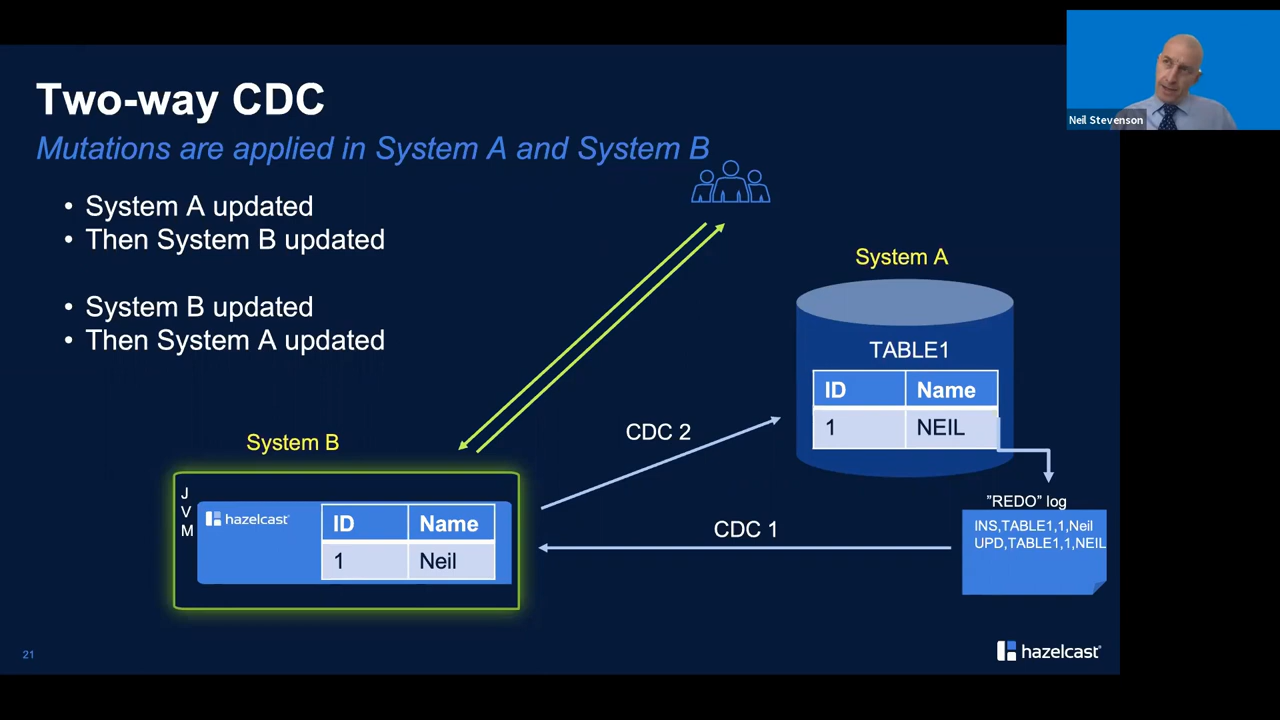 Two-way CDC
Mutations are applied in System A and System B
• System A updated
• Then System B updated
• System B updated
• Then System A updated
Neil Stevenson
System A
TABLE1
ID Name
1 NEIL
CDC 2
System B
J
V
M
hazelcast
ID Name
1 Neil
CDC 1
”REDO” log
INS,TABLE1,1,Neil
UPD,TABLE1,1,NEIL
21
hazelcast